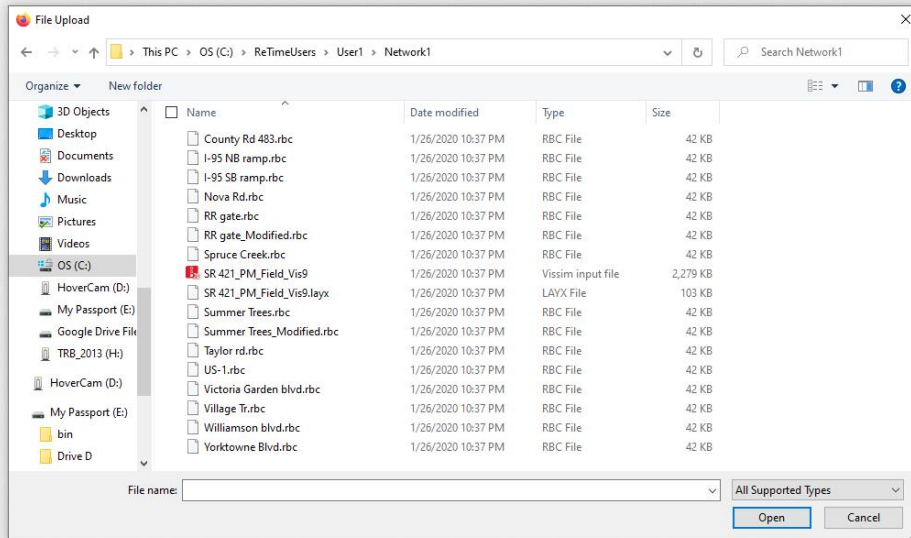 File Upload
This PC > OS (C:) > ReTimeUsers > User1 > Network1
Search Network1
Organize
New folder
3D Objects
Desktop
Documents
Downloads
Music
Pictures
Videos
OS (C:)
HoverCam (D:)
My Passport (E:)
Google Drive File
TRB_2013 (H:)
HoverCam (D:)
My Passport (E:)
bin
Drive D
Name Date modified Type Size
County Rd 483.rbc 1/26/2020 10:37 PM RBC File 42 KB
I-95 NB ramp.rbc 1/26/2020 10:37 PM RBC File 42 KB
I-95 SB ramp.rbc 1/26/2020 10:37 PM RBC File 42 KB
Nova Rd.rbc 1/26/2020 10:37 PM RBC File 42 KB
RR gate.rbc 1/26/2020 10:37 PM RBC File 42 KB
RR gate_Modified.rbc 1/26/2020 10:37 PM RBC File 42 KB
Spruce Creek.rbc 1/26/2020 10:37 PM RBC File 42 KB
SR 421_PM_Field_Vis9 1/26/2020 10:37 PM Vissim input file 2,279 KB
SR 421_PM_Field_Vis9.layx 1/26/2020 10:37 PM LAYX File 103 KB
Summer Trees.rbc 1/26/2020 10:37 PM RBC File 42 KB
Summer Trees_Modified.rbc 1/26/2020 10:37 PM RBC File 42 KB
Taylor rd.rbc 1/26/2020 10:37 PM RBC File 42 KB
US-1.rbc 1/26/2020 10:37 PM RBC File 42 KB
Victoria Garden blvd.rbc 1/26/2020 10:37 PM RBC File 42 KB
Village Tr.rbc 1/26/2020 10:37 PM RBC File 42 KB
Williamson blvd.rbc 1/26/2020 10:37 PM RBC File 42 KB
Yorktowne Blvd.rbc 1/26/2020 10:37 PM RBC File 42 KB
File name:
All Supported Types
Open
Cancel